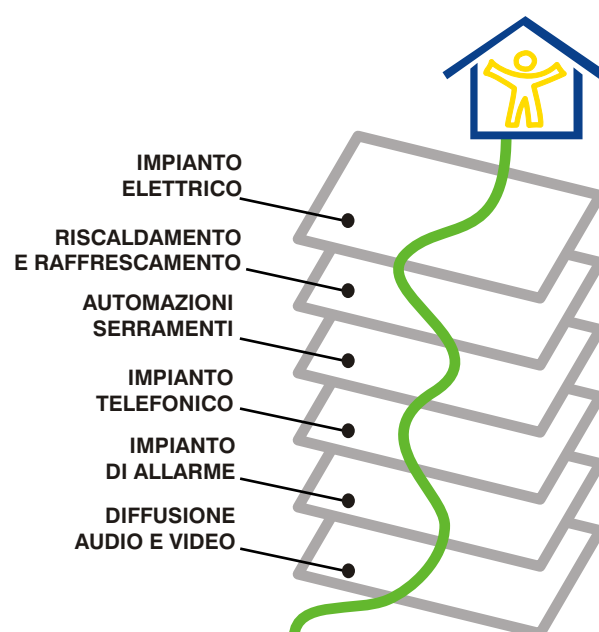 IMPIANTO
ELETTRICO
RISCALDAMENTO
E RAFFRESCAMENTO
AUTOMAZIONI
SERRAMENTI
IMPIANTO
TELEFONICO
IMPIANTO
DI ALLARME
DIFFUSIONE
AUDIO E VIDEO